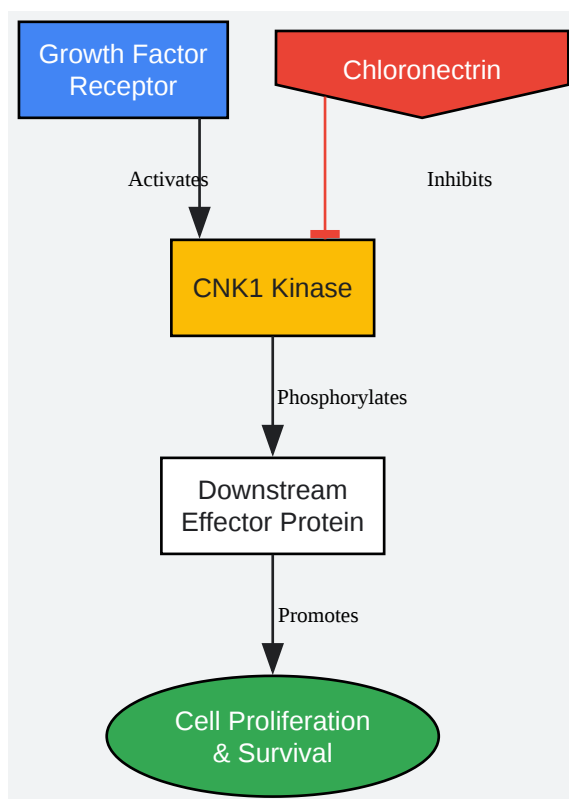 Growth Factor
Receptor
Chloronectrin
Activates
Inhibits
CNK1 Kinase
Phosphorylates
Downstream
Effector Protein
Promotes
Cell Proliferation
& Survival